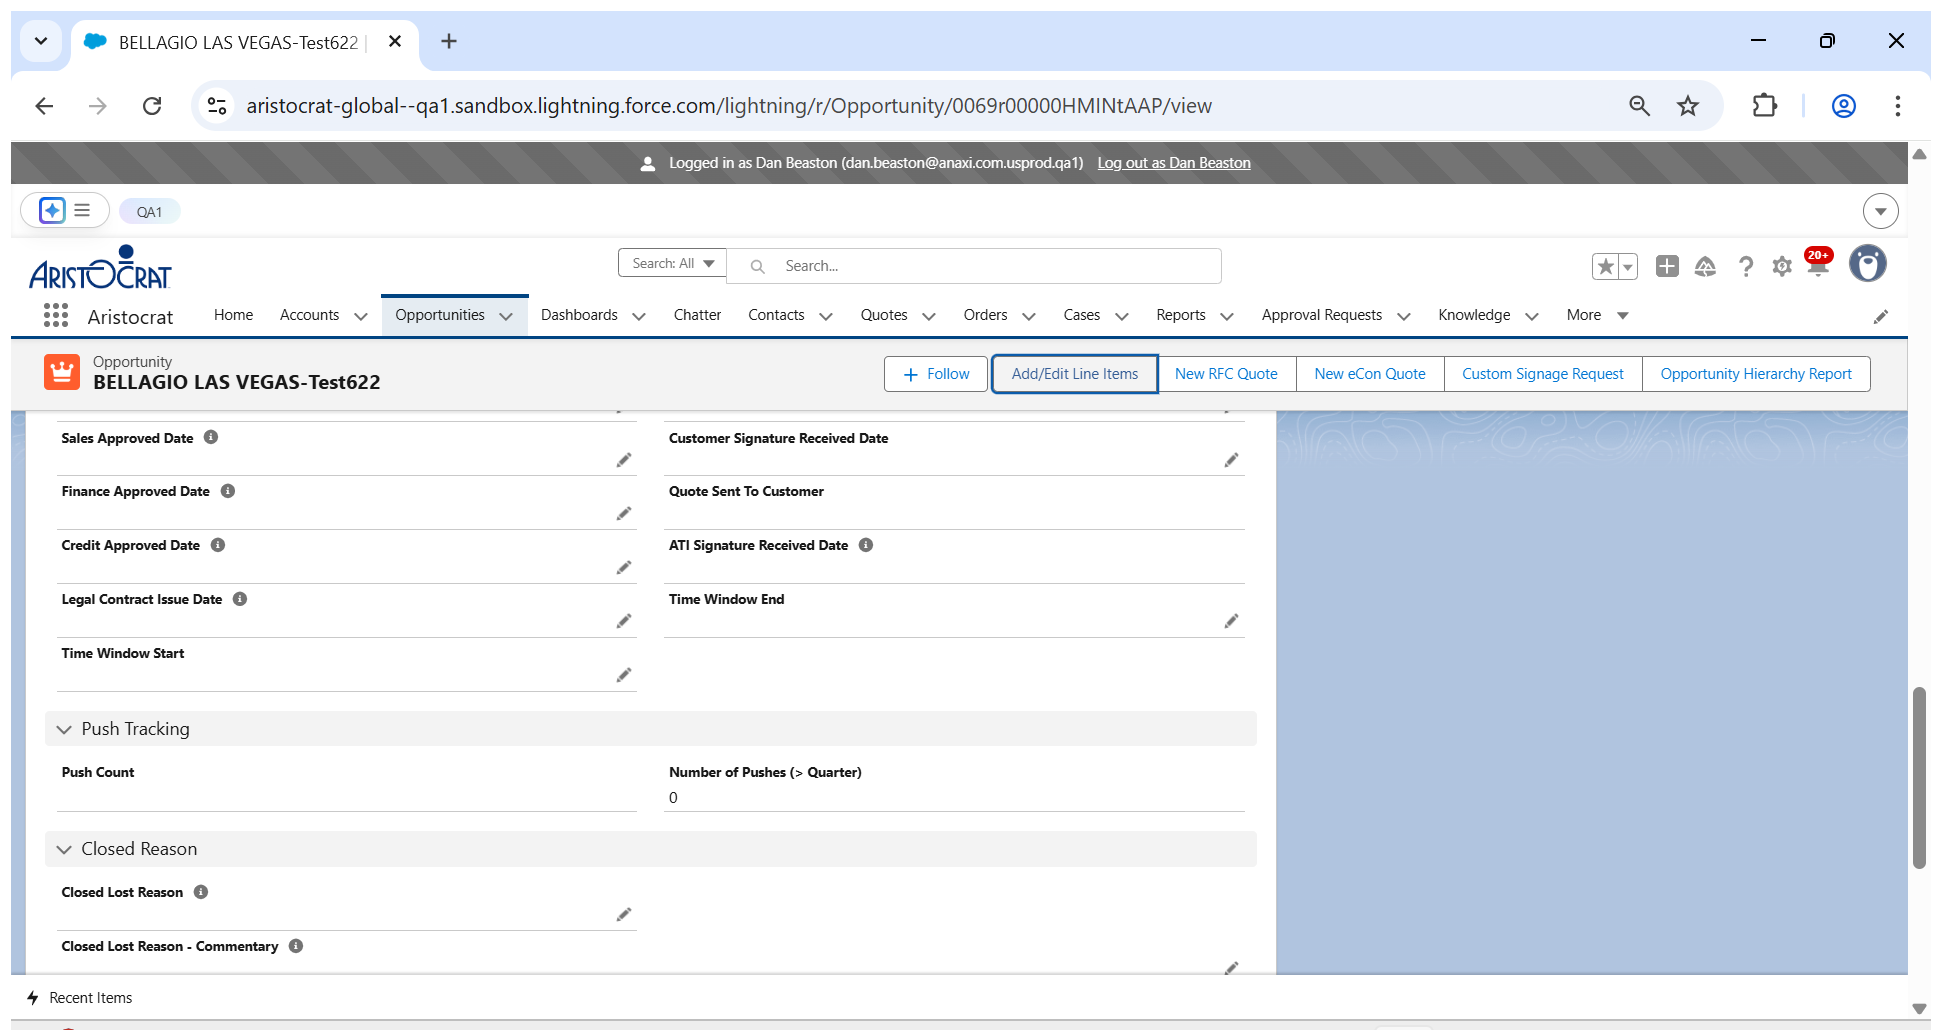 BELLAGIO LAS VEGAS-Test622 |
aristocrat-global--qa1.sandbox.lightning.force.com/lightning/r/Opportunity/0069r00000HMINtAAP/view
Logged in as Dan Beaston (dan.beaston@anaxi.com.usprod.qa1) Log out as Dan Beaston
QA1
ARISTOCRAT
Search: All Search...
20+
Aristocrat Home Accounts Opportunities Dashboards Chatter Contacts Quotes Orders Cases Reports Approval Requests Knowledge More
Opportunity
BELLAGIO LAS VEGAS-Test622
Follow Add/Edit Line Items New RFC Quote New eCon Quote Custom Signage Request Opportunity Hierarchy Report
Sales Approved Date Customer Signature Received Date
Finance Approved Date Quote Sent To Customer
Credit Approved Date ATI Signature Received Date
Legal Contract Issue Date Time Window End
Time Window Start
Push Tracking
Push Count Number of Pushes (> Quarter)
0
Closed Reason
Closed Lost Reason
Closed Lost Reason - Commentary
Recent Items